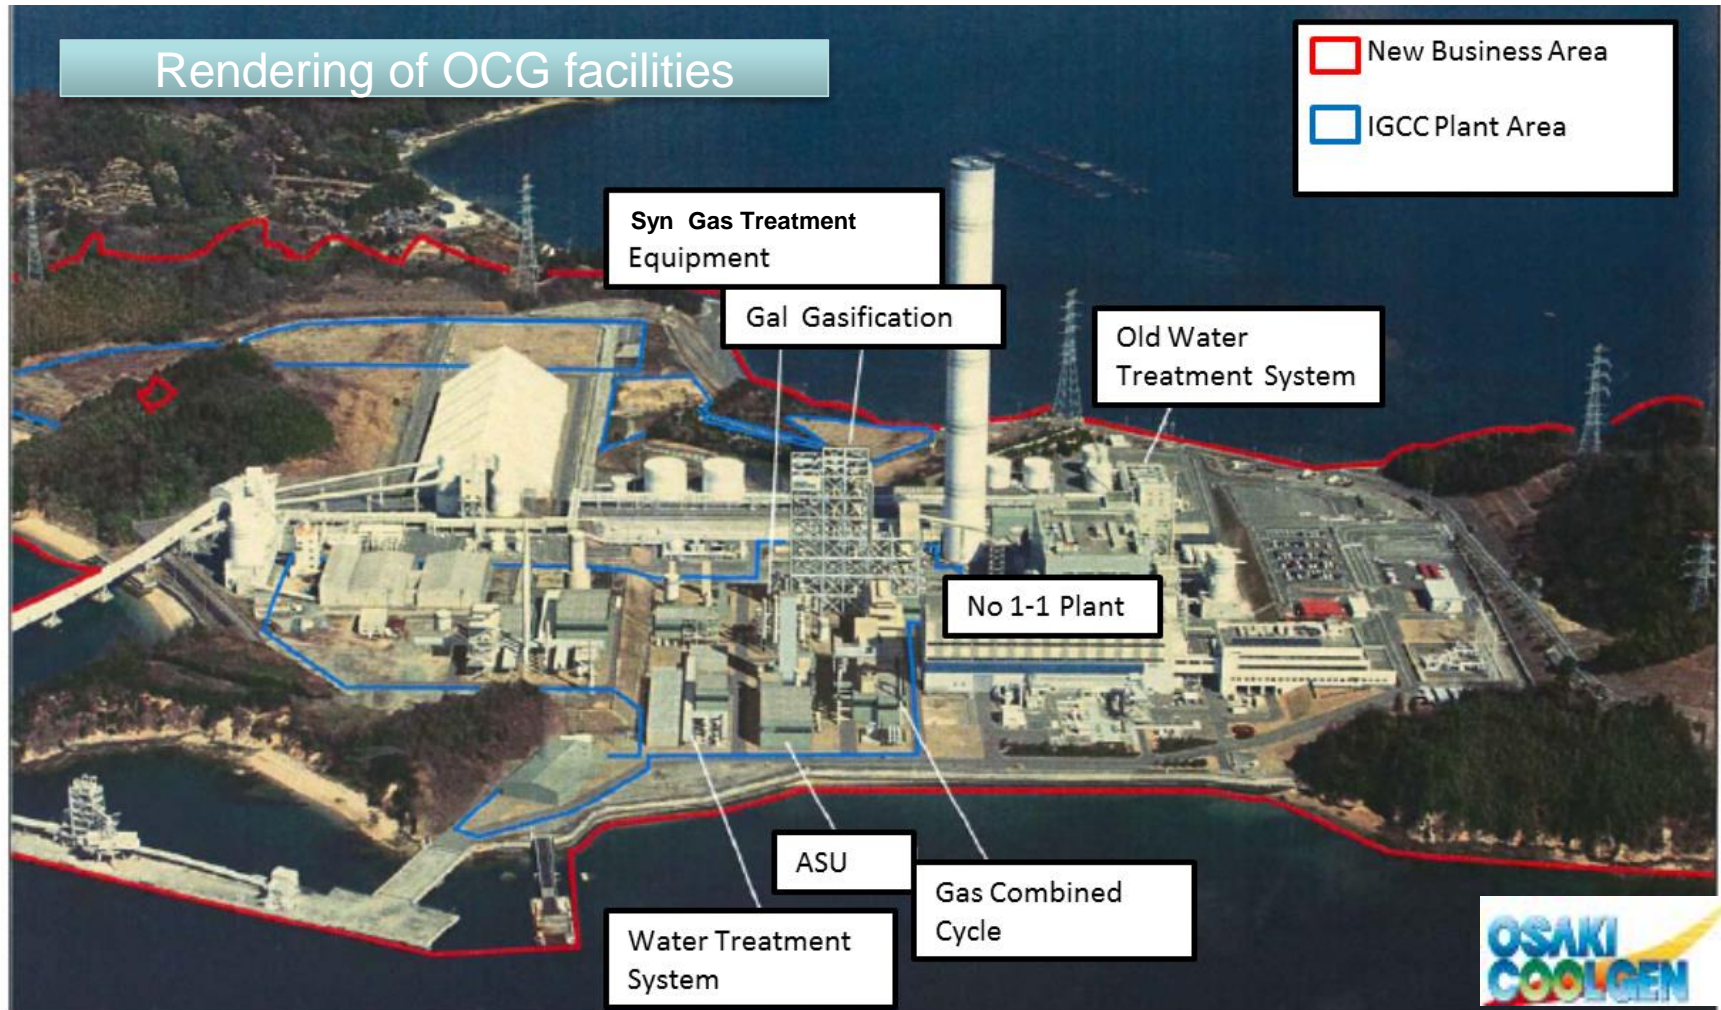 Rendering of OCG facilities
New Business Area
IGCC Plant Area
Syn Gas Treatment
Equipment
Gal Gasification
Old Water
Treatment System
No 1-1 Plant
ASU
Gas Combined
Cycle
Water Treatment
System
OSAKI
COOLGEN